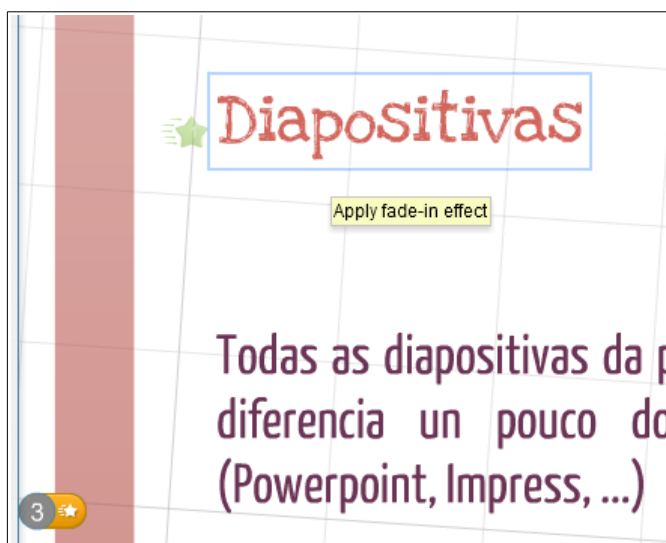 Diapositivas
Apply fade-in effect
Todas as diapositivas da
diferencia un pouco
(Powerpoint, Impress, ...)
3